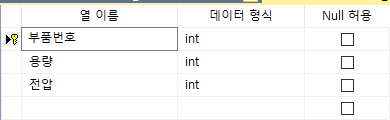 열 이름 데이터 형식 Null 허용
부품번호 int
용량 int
전압 int